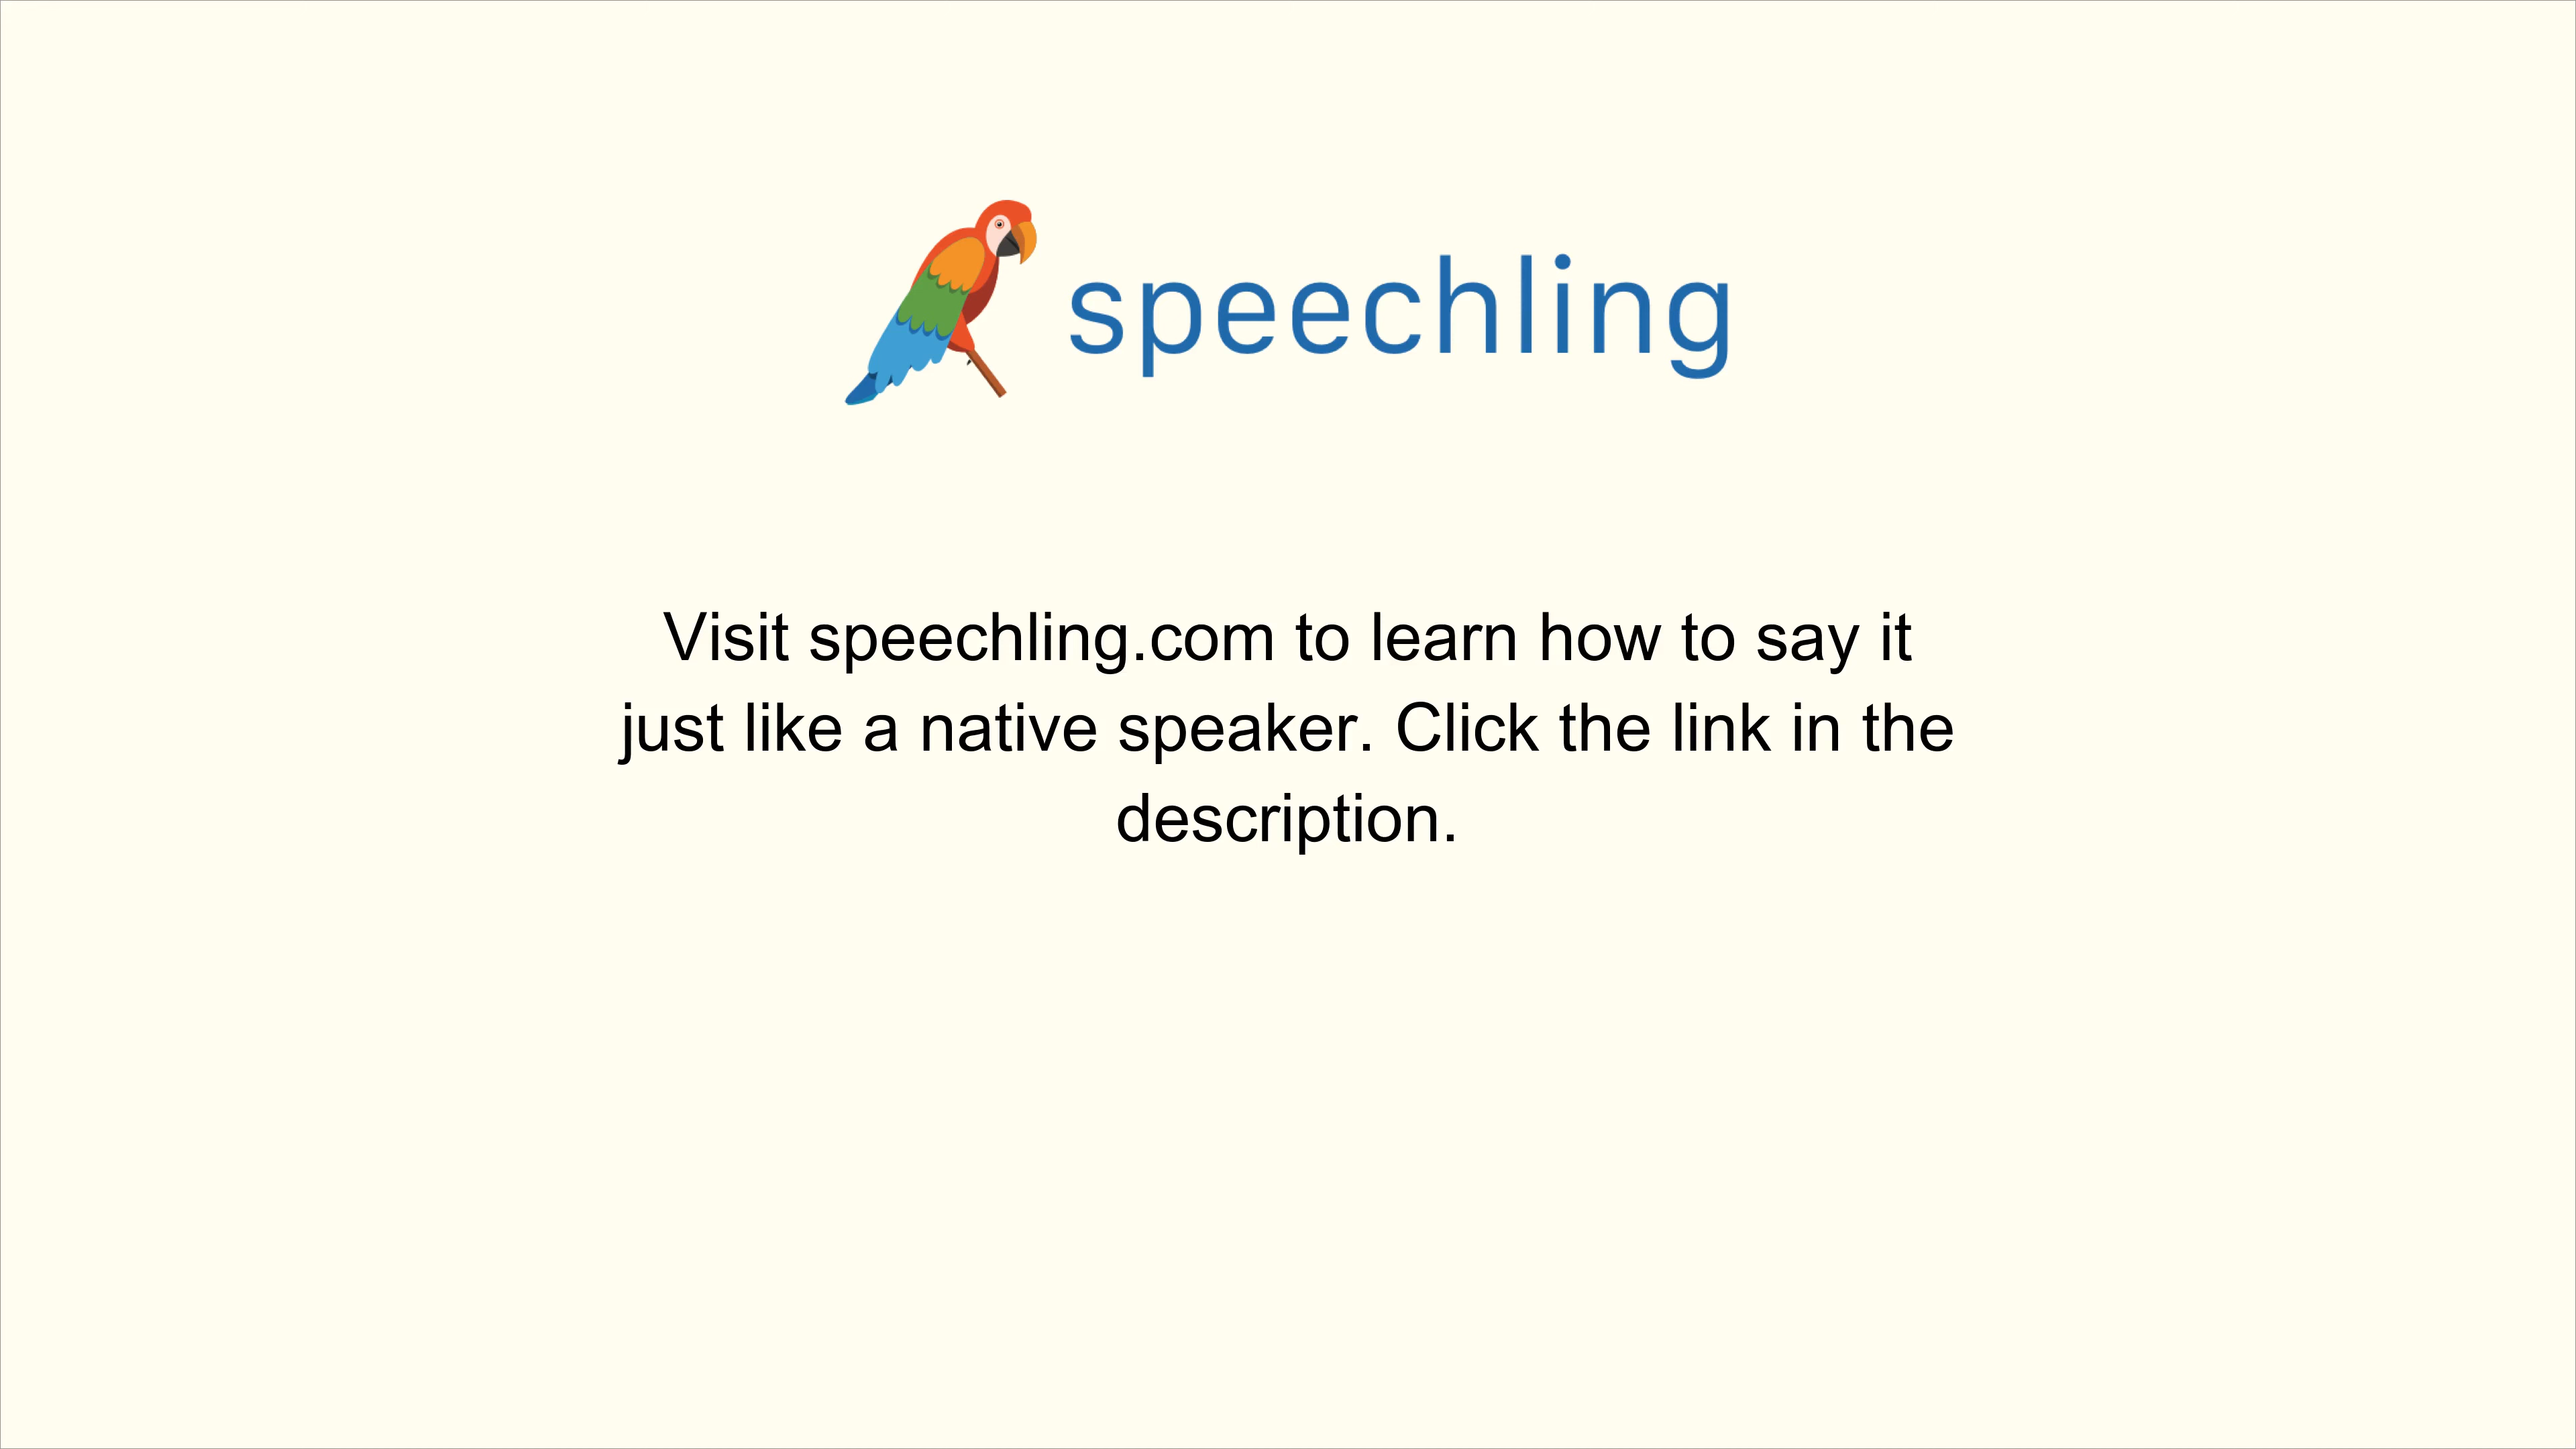 speechling
Visit speechling.com to learn how to say it
just like a native speaker. Click the link in the
description.